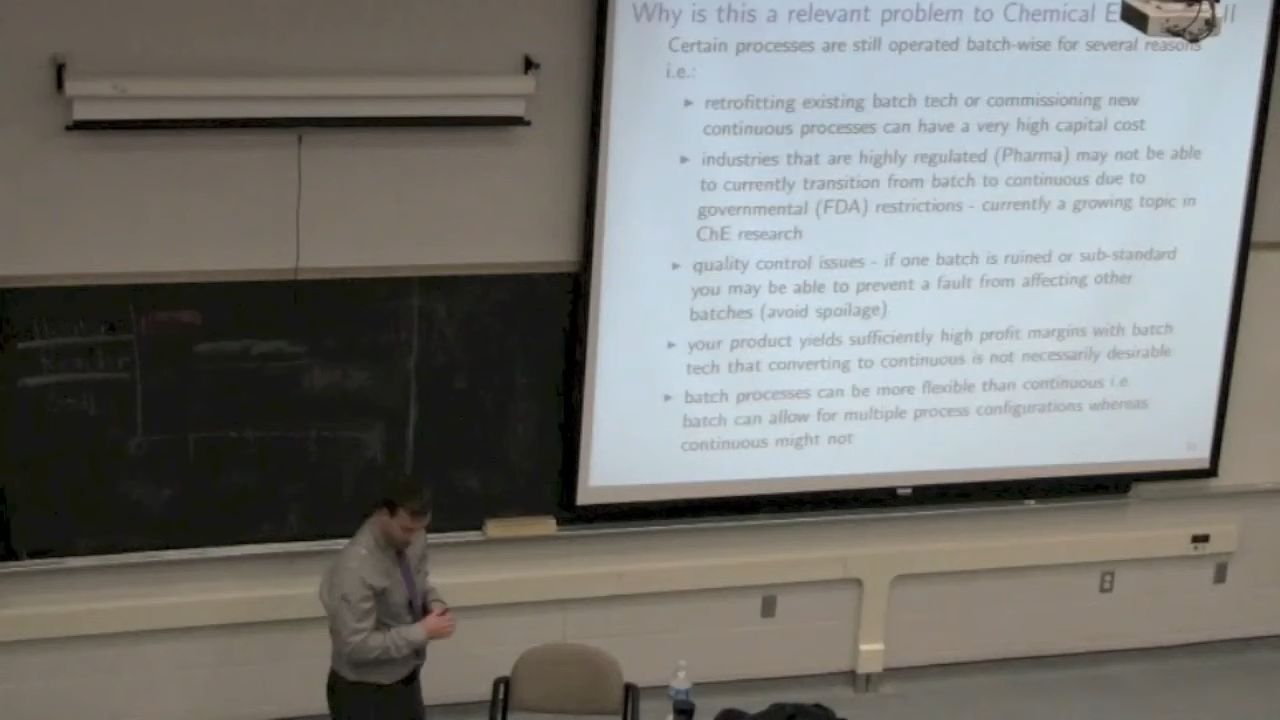 Why is this a relevant problem to Chemical
Certain processes are still operated batch-wise for several reasons
i.e.:
► retrofitting existing batch tech or commissioning new
continuous processes can have a very high capital cost
► industries that are highly regulated (Pharma) may not be able
to currently transition from batch to continuous due to
governmental (FDA) restrictions - currently a growing topic in
ChE research
► quality control issues - if one batch is ruined or sub-standard
you may be able to prevent a fault from affecting other
batches (avoid spoilage)
► your product yields sufficiently high profit margins with batch
tech that converting to continuous is not necessarily desirable
► batch processes can be more flexible than continuous i.e.
batch can allow for multiple process configurations whereas
continuous might not